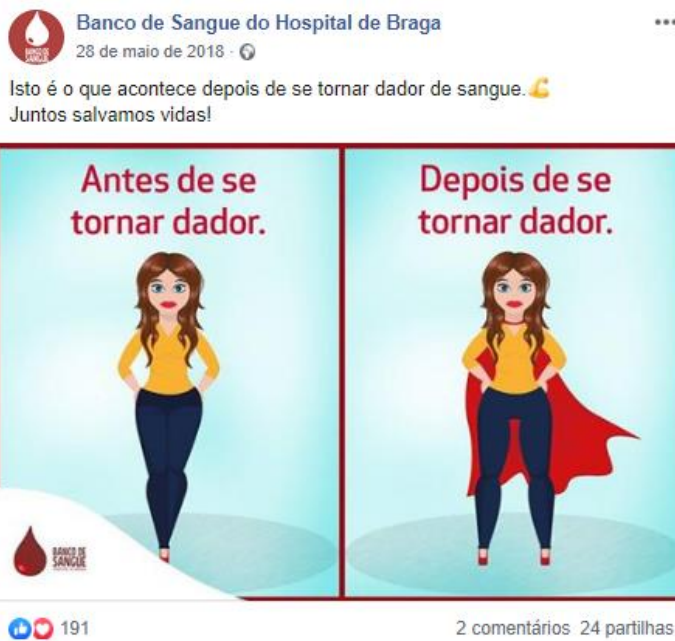 Banco de Sangue do Hospital de Braga
28 de maio de 2018
Isto é o que acontece depois de se tornar dador de sangue.
Juntos salvamos vidas!
Antes de se
tornar dador.
Depois de se
tornar dador.
BANCO DE
SANGUE
191
2 comentários 24 partilhas